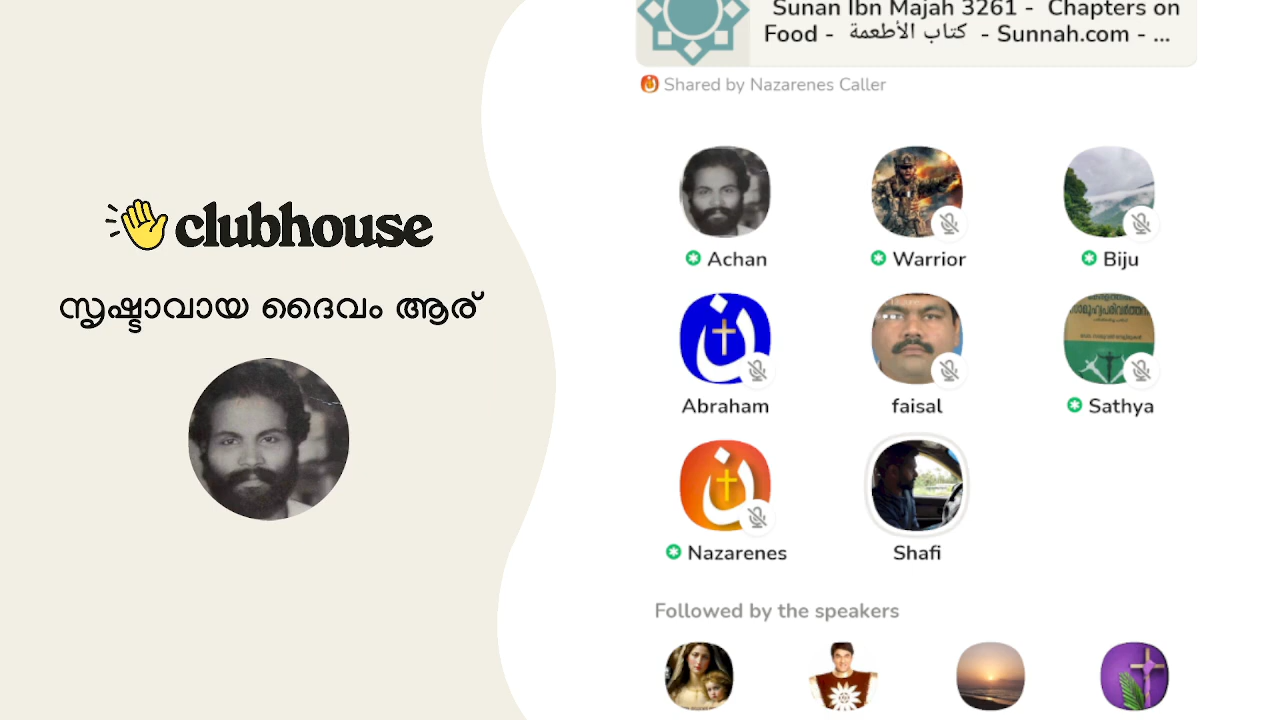 clubhouse
സൃഷ്ടാവായ ദൈവം ആര്
Sunan Ibn Majah 3261 - Chapters on
Food - كتاب الأطعمة - Sunnah.com - ...
Shared by Nazarenes Caller
Achan
Warrior
Biju
Abraham
faisal
Sathya
Nazarenes
Shafi
Followed by the speakers